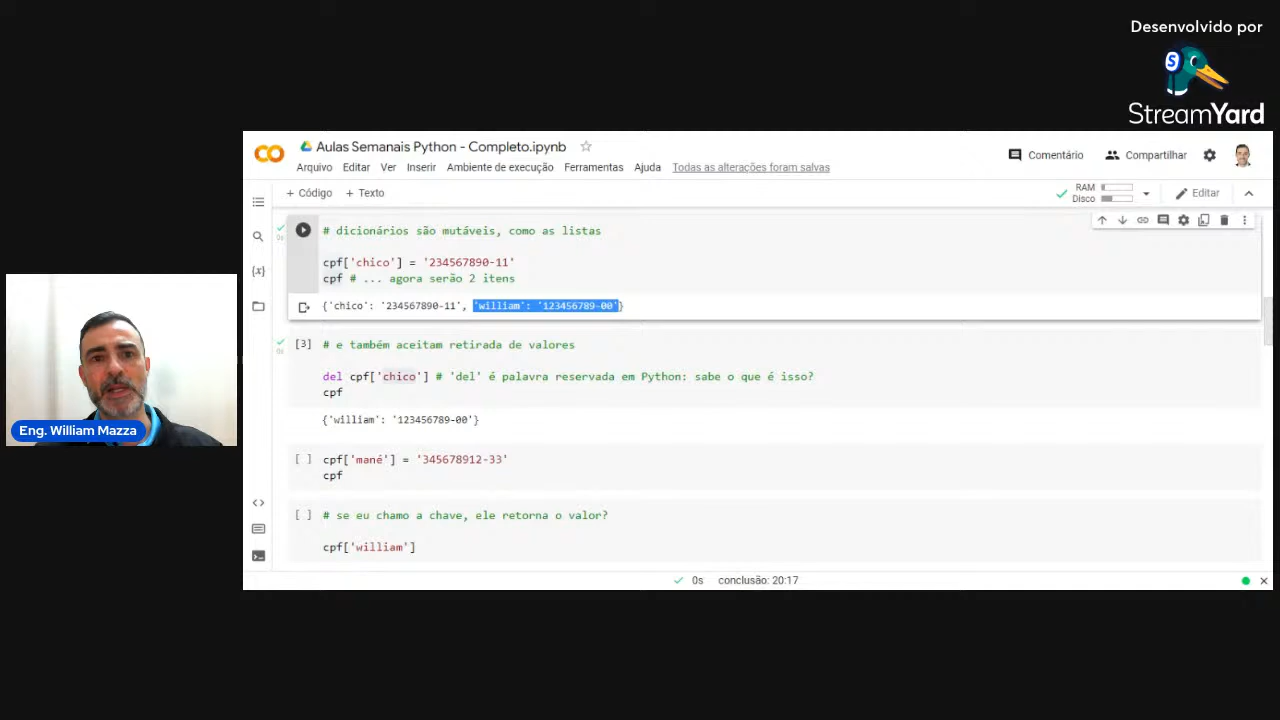 Desenvolvido por
S
StreamYard
Aulas Semanais Python - Completo.ipynb
Arquivo Editar Ver Inserir Ambiente de execução Ferramentas Ajuda Todas as alterações foram salvas
Comentário Compartilhar
+ Código + Texto
RAM
Disco
Editar
0s
# dicionários são mutáveis, como as listas
cpf['chico'] = '234567890-11'
cpf # ... agora serão 2 itens
{'chico': '234567890-11', 'william': '123456789-00'}
{x}
0s
[3] # e também aceitam retirada de valores
del cpf['chico'] # 'del' é palavra reservada em Python: sabe o que é isso?
cpf
{'william': '123456789-00'}
Eng. William Mazza
[ ] cpf['mané'] = '345678912-33'
cpf
[ ] # se eu chamo a chave, ele retorna o valor?
cpf['william']
0s conclusão: 20:17